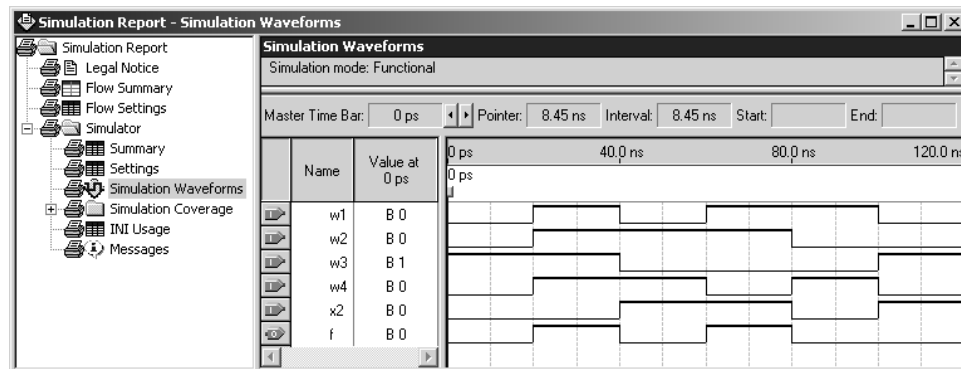 Simulation Report - Simulation Waveforms
Simulation Report
Legal Notice
Flow Summary
Flow Settings
Simulator
Summary
Settings
Simulation Waveforms
Simulation Coverage
INI Usage
Messages
Simulation Waveforms
Simulation mode: Functional
Master Time Bar: 0 ps Pointer: 8.45 ns Interval: 8.45 ns Start: End:
Name Value at 0 ps
0 ps 40.0 ns 80.0 ns 120.0 n
0 ps
w1 B 0
w2 B 0
w3 B 1
w4 B 0
x2 B 0
f B 0